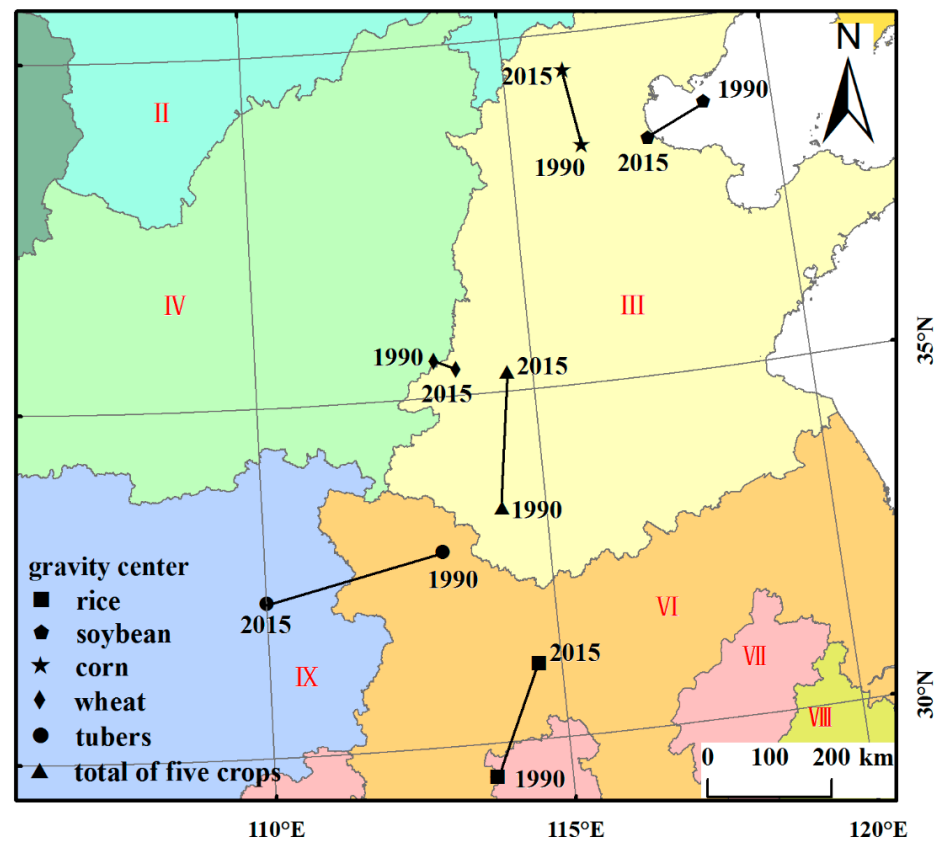 N
2015
1990
II
1990
2015
IV
III
35°N
1990
2015
2015
1990
gravity center
1990
rice
2015
VI
soybean
2015
IX
VII
corn
wheat
30°N
VIII
tubers
0 100 200 km
total of five crops
1990
110°E
115°E
120°E